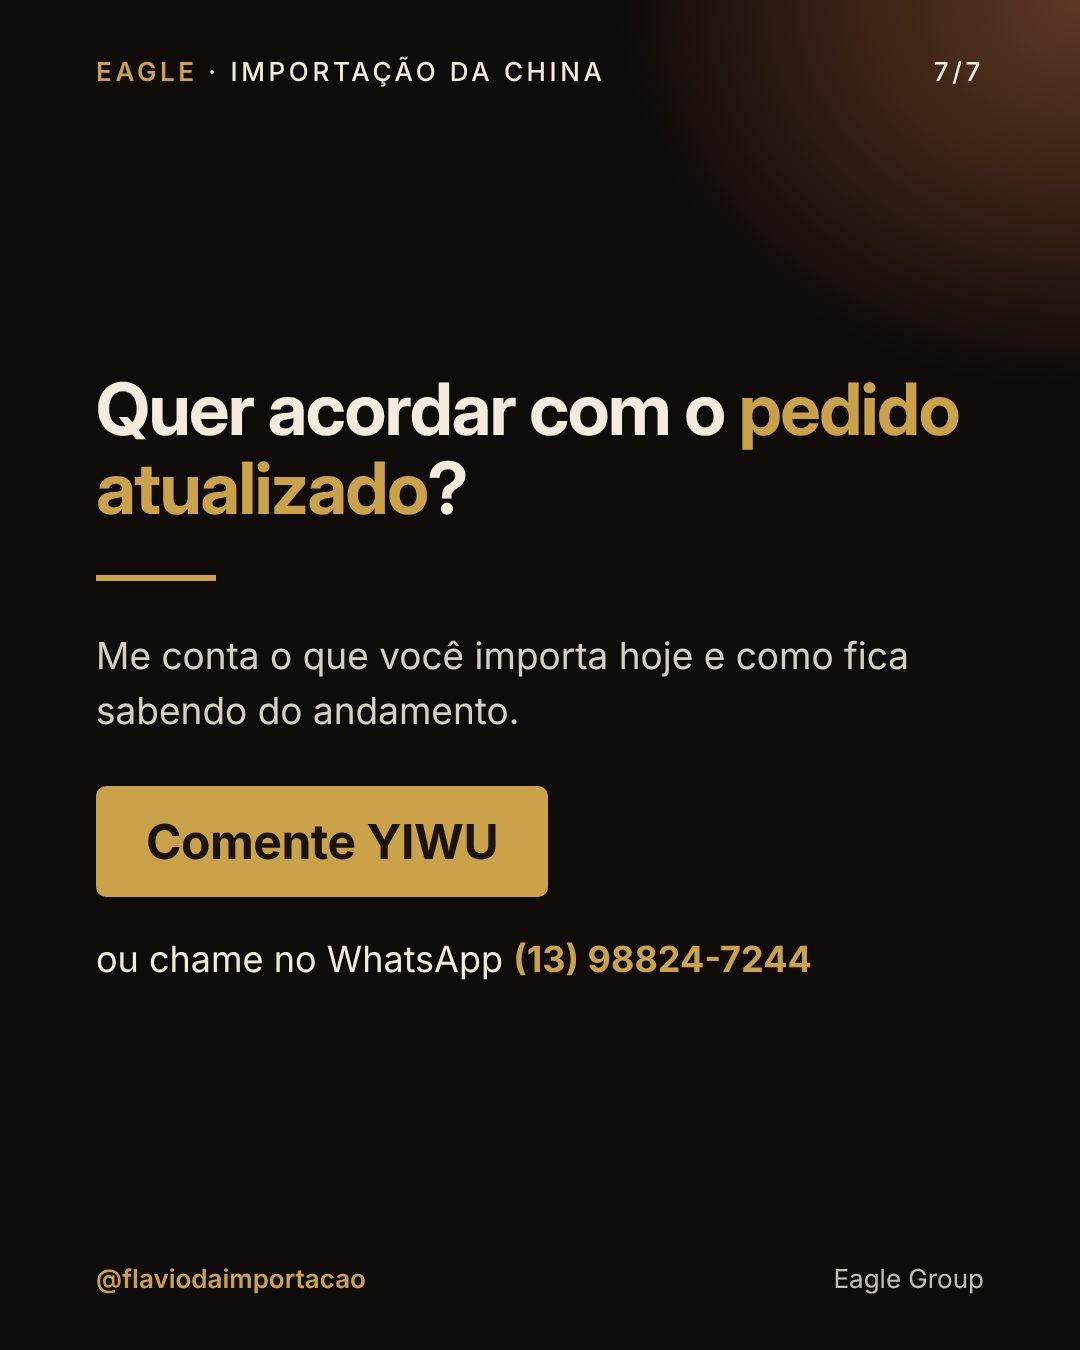 EAGLE · IMPORTAÇÃO DA CHINA
7/7
Quer acordar com o pedido
atualizado?
Me conta o que você importa hoje e como fica
sabendo do andamento.
Comente YIWU
ou chame no WhatsApp (13) 98824-7244
@flaviodaimportacao
Eagle Group